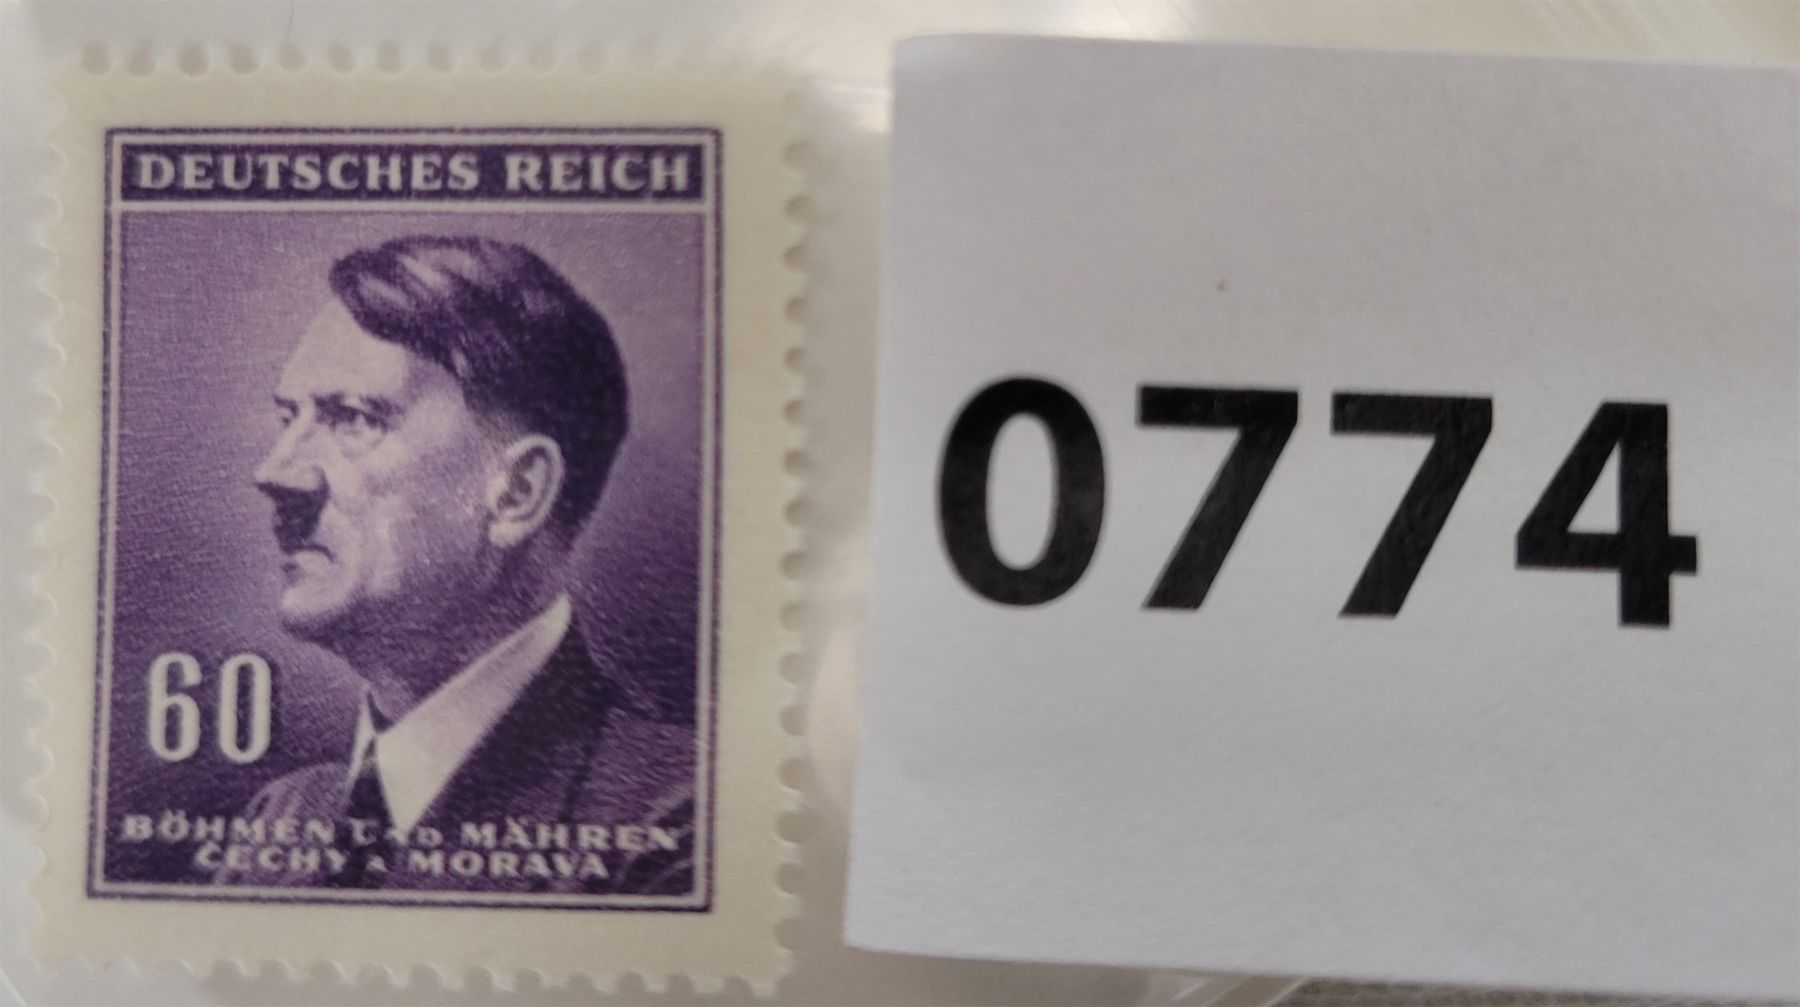 DEUTSCHES REICH
60
BÖHMEN UND MÄHREN
ČECHY A MORAVA
0774